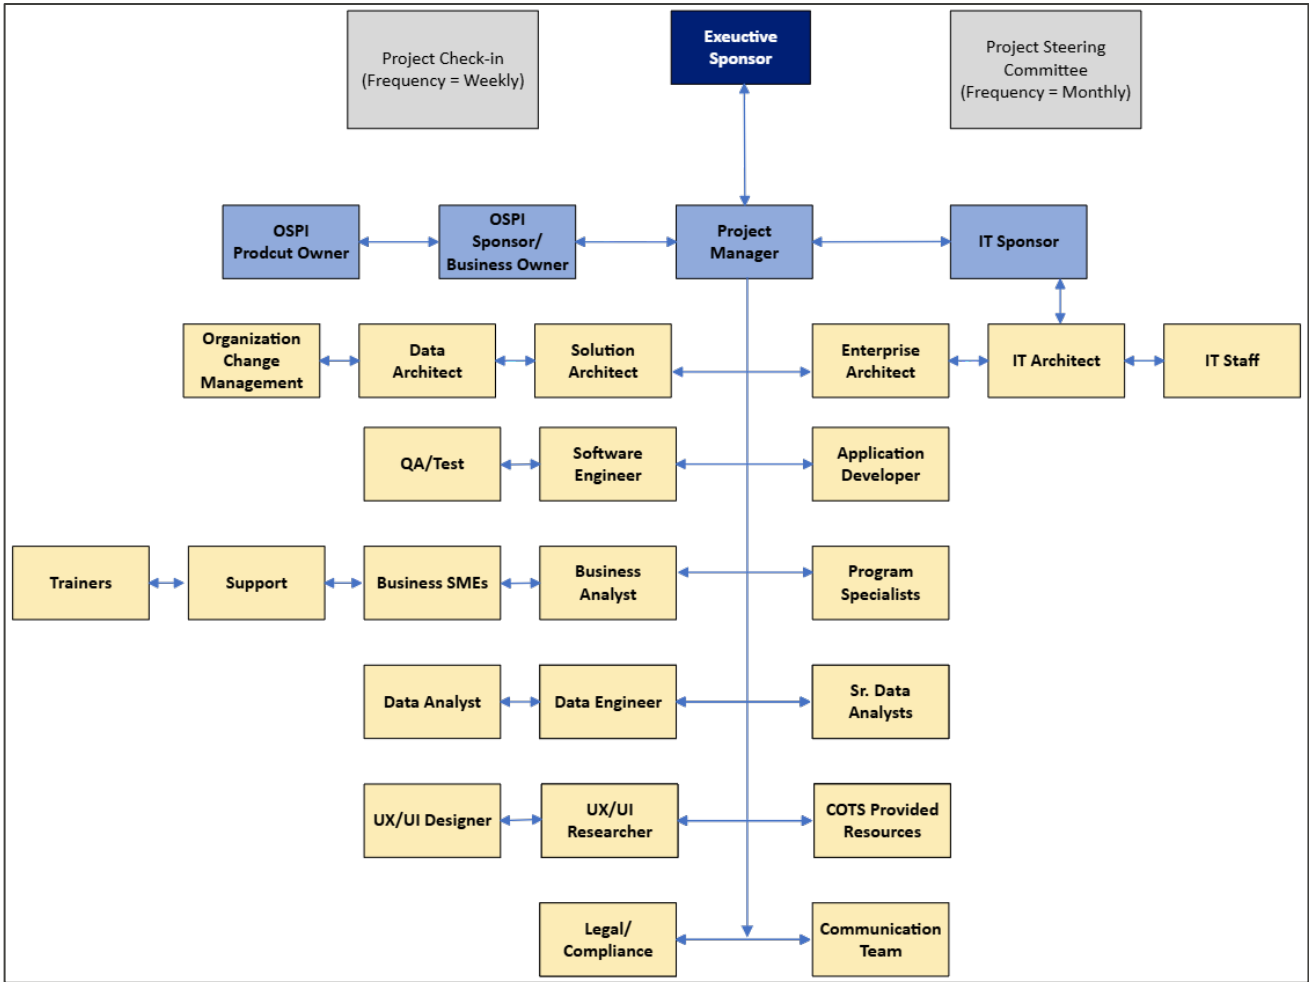 Project Check-in
(Frequency = Weekly)
Exeuctive
Sponsor
Project Steering
Committee
(Frequency = Monthly)
OSPI
Prodcut Owner
OSPI
Sponsor/
Business Owner
Project
Manager
IT Sponsor
Organization
Change
Management
Data
Architect
Solution
Architect
Enterprise
Architect
IT Architect
IT Staff
QA/Test
Software
Engineer
Application
Developer
Trainers
Support
Business SMEs
Business
Analyst
Program
Specialists
Data Analyst
Data Engineer
Sr. Data
Analysts
UX/UI Designer
UX/UI
Researcher
COTS Provided
Resources
Legal/
Compliance
Communication
Team